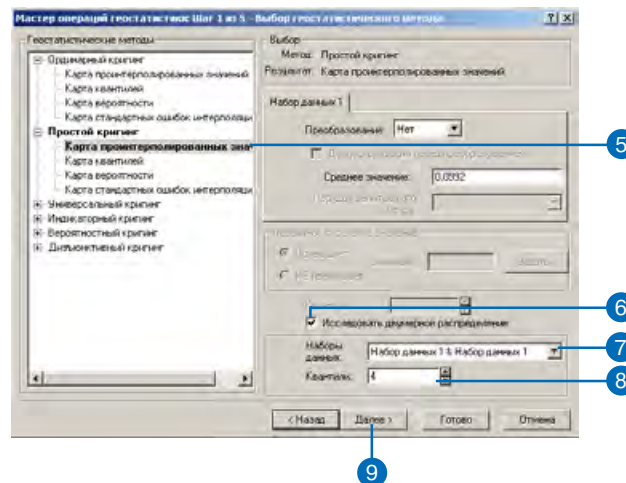 Мастер операций геостатистики: Шаг 1 из 5 - Выбор геостатистического метода
Геостатистические методы
Ординарный кригинг
Карта проинтерполированных значений
Карта квантилей
Карта вероятности
Карта стандартных ошибок интерполяци
Простой кригинг
Карта проинтерполированных зна
Карта квантилей
Карта вероятности
Карта стандартных ошибок интерполяци
Универсальный кригинг
Индикаторный кригинг
Вероятностный кригинг
Дизъюнктивный кригинг
Выбор
Метод: Простой кригинг
Результат: Карта проинтерполированных значений
Набор данных 1
Преобразование: Нет
Среднее значение: 0,0992
Исследовать двумерное распределение
Наборы данных: Набор данных 1 & Набор данных 1
Квантили: 4
< Назад
Далее >
Готово
Отмена
5
6
7
8
9